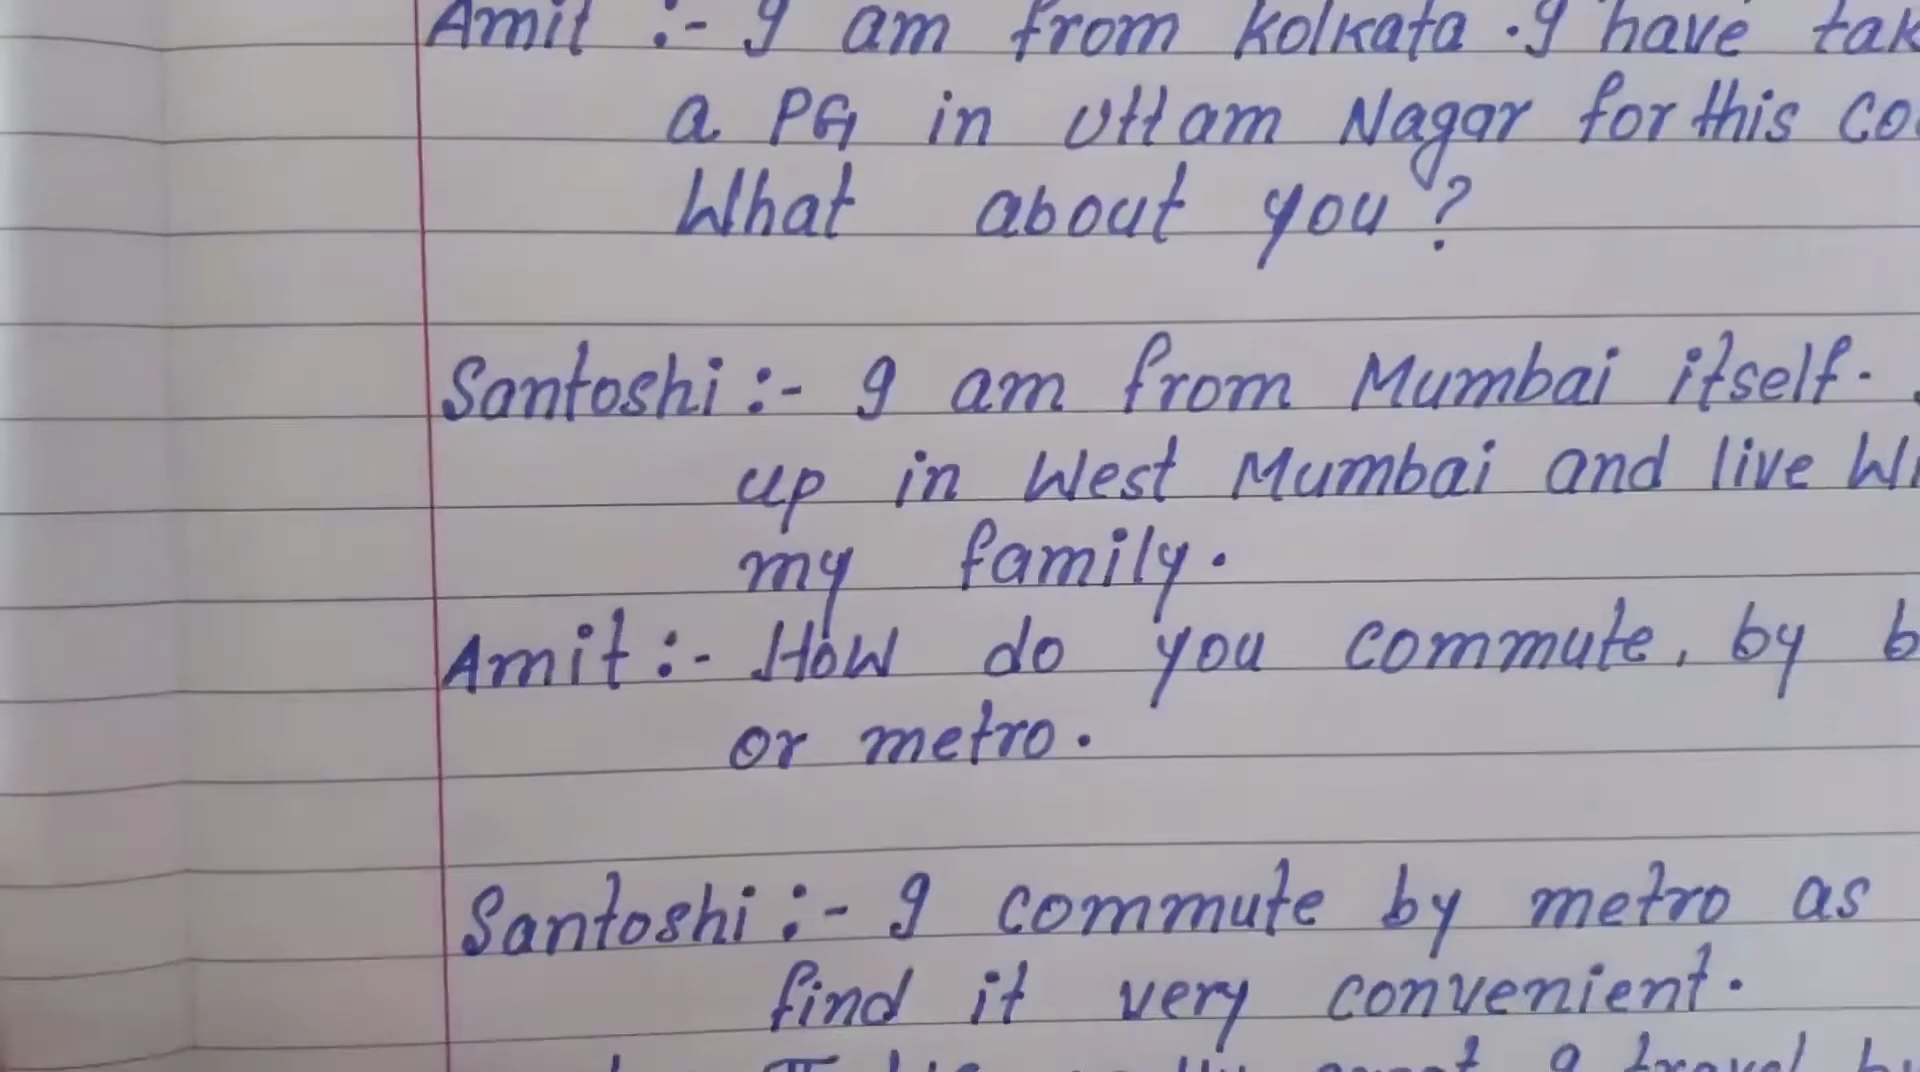 Amit :- I am from Kolkata . I have
a PG in Uttam Nagar for this
What about you ?
Santoshi :- I am from Mumbai itself.
up in West Mumbai and live
my family.
Amit :- How do you commute, by
or metro.
Santoshi :- I commute by metro as
find it very convenient.
I travel